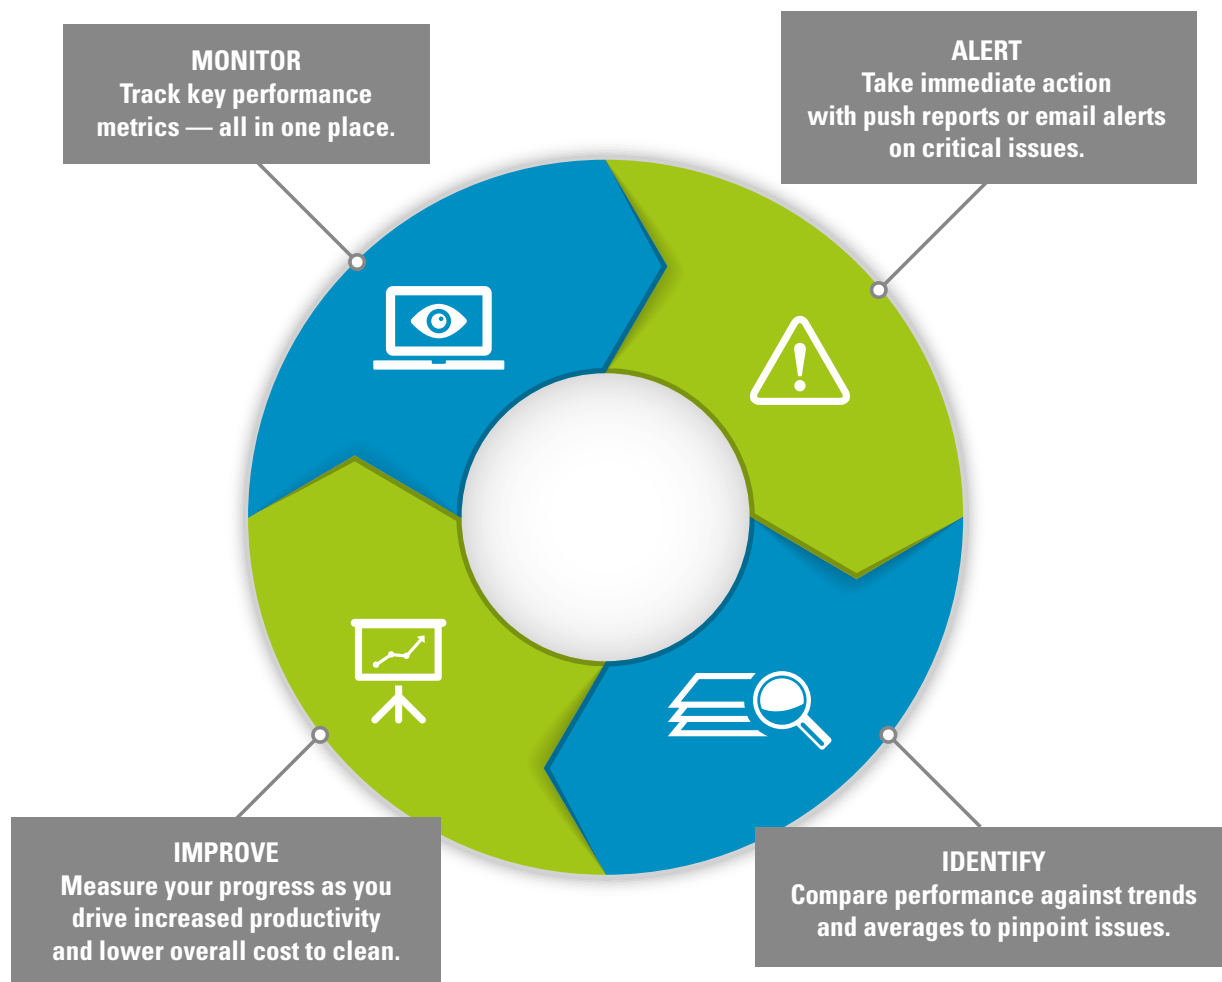 MONITOR
Track key performance
metrics — all in one place.
ALERT
Take immediate action
with push reports or email alerts
on critical issues.
IMPROVE
Measure your progress as you
drive increased productivity
and lower overall cost to clean.
IDENTIFY
Compare performance against trends
and averages to pinpoint issues.